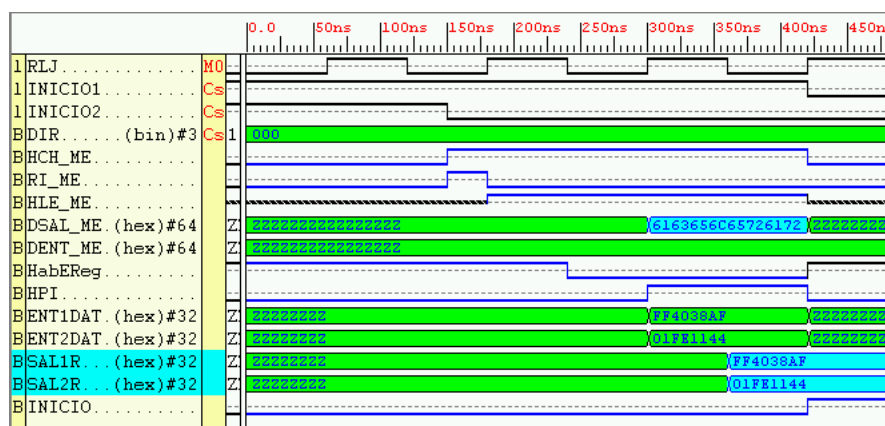 0.0 50ns 100ns 150ns 200ns 250ns 300ns 350ns 400ns 450n
1 RLJ............. M0
1 INICIO1......... Cs
1 INICIO2......... Cs
B DIR......(bin)#3 Cs 1 000
B HCH_ME..........
B RI_ME...........
B HLE_ME..........
B DSAL_ME.(hex)#64 Z ZZZZZZZZZZZZZZZZ 6163656C65726172 ZZZZZZZZ
B DENT_ME.(hex)#64 Z ZZZZZZZZZZZZZZZZ
B HabEReg.........
B HPI.............
B ENT1DAT.(hex)#32 Z ZZZZZZZZ FF4038AF ZZZZZZZZ
B ENT2DAT.(hex)#32 Z ZZZZZZZZ 01FE1144 ZZZZZZZZ
B SAL1R...(hex)#32 Z ZZZZZZZZ FF4038AF
B SAL2R...(hex)#32 Z ZZZZZZZZ 01FE1144
B INICIO..........